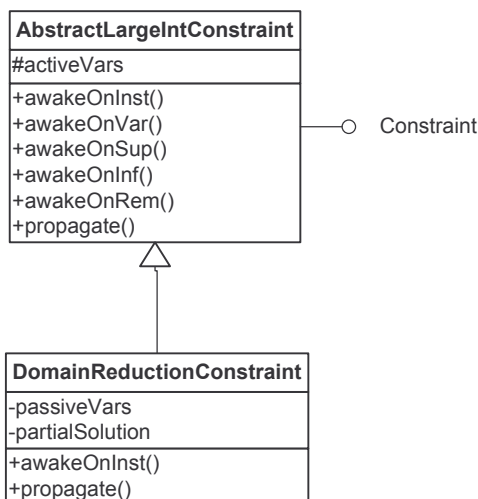 AbstractLargeIntConstraint
#activeVars
+awakeOnInst()
+awakeOnVar()
+awakeOnSup()
+awakeOnInf()
+awakeOnRem()
+propagate()
Constraint
DomainReductionConstraint
-passiveVars
-partialSolution
+awakeOnInst()
+propagate()